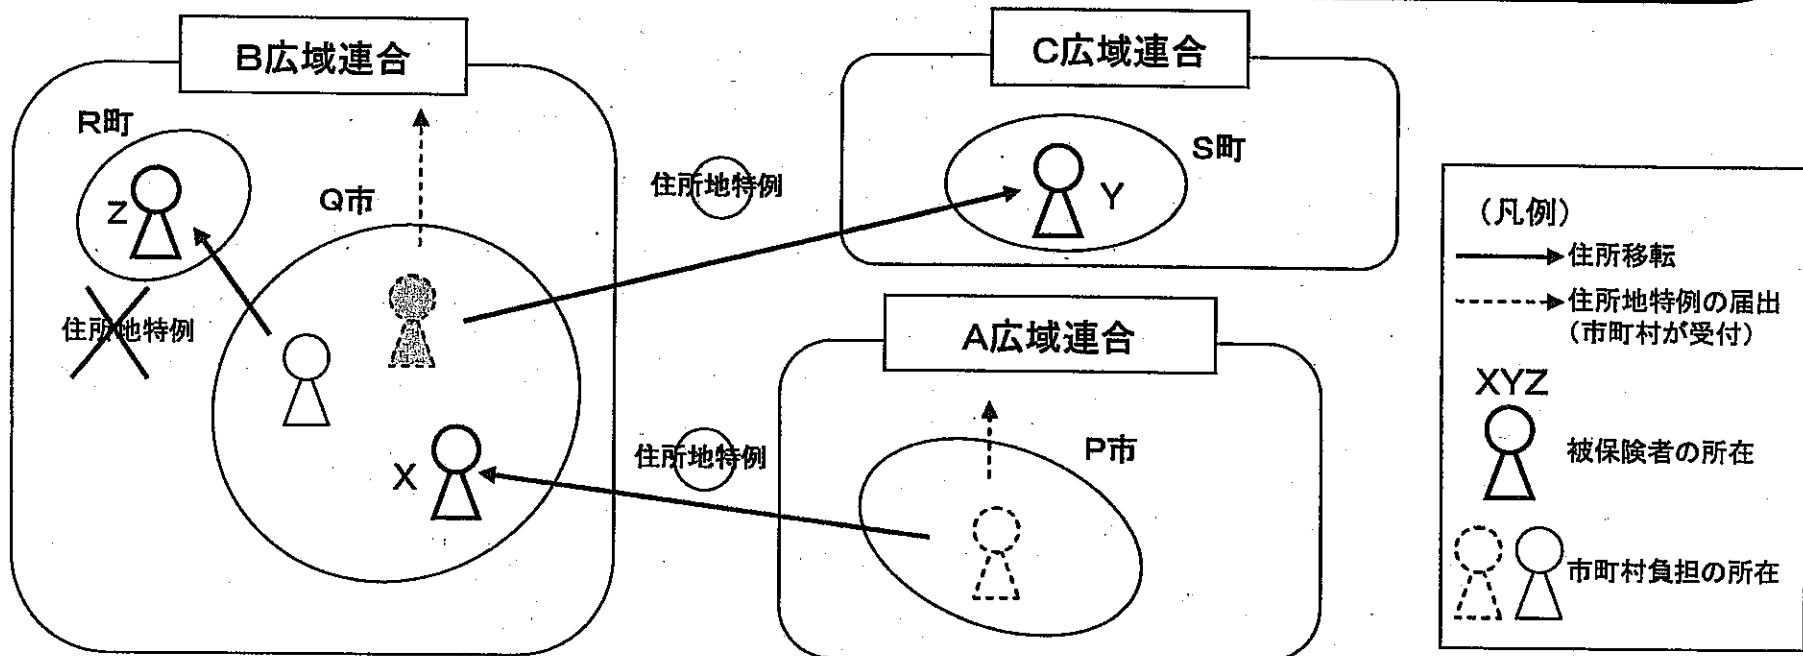 B広域連合
R町
Z
Q市
住所地特例
X
住所地特例
C広域連合
S町
Y
A広域連合
住所地特例
P市
(凡例)
住所移転
住所地特例の届出
(市町村が受付)
XYZ
被保険者の所在
市町村負担の所在